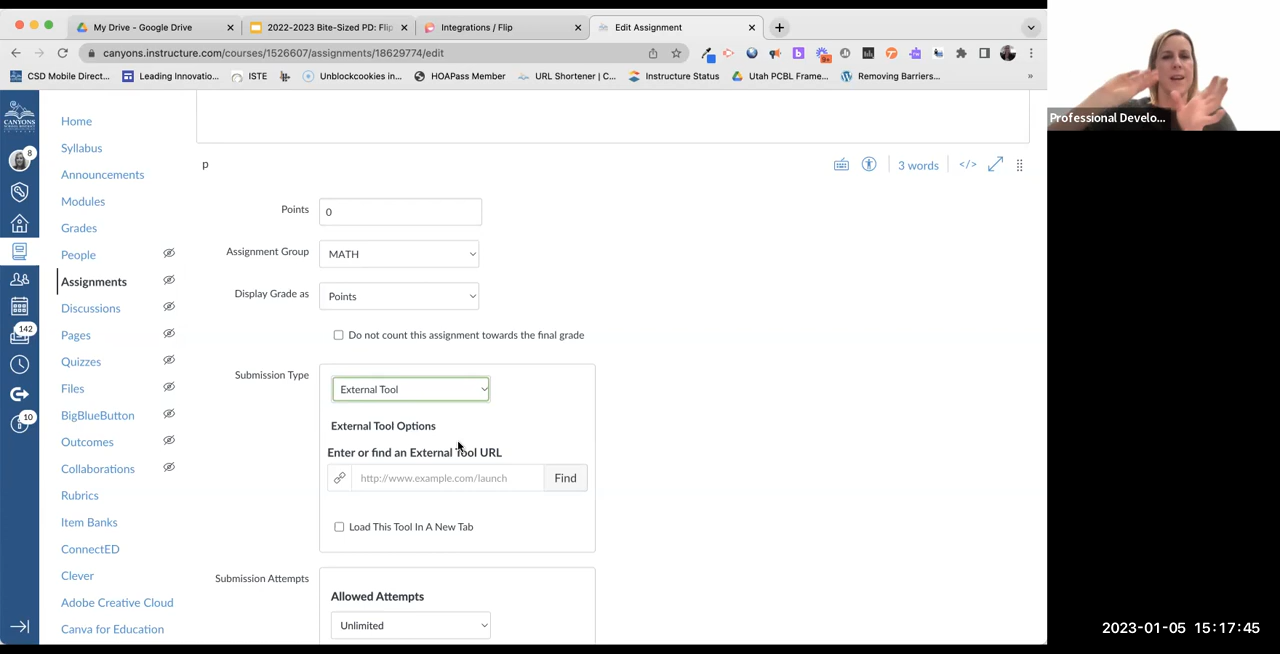 My Drive - Google Drive
2022-2023 Bite-Sized PD: Flip
Integrations / Flip
Edit Assignment
canyons.instructure.com/courses/1526607/assignments/18629774/edit
CSD Mobile Direct...
Leading Innovatio...
ISTE
Unblockcookies in...
HOAPass Member
URL Shortener | C...
Instructure Status
Utah PCBL Frame...
Removing Barriers...
»
CANYONS
8
142
10
Home
Syllabus
Announcements
Modules
Grades
People
Assignments
Discussions
Pages
Quizzes
Files
BigBlueButton
Outcomes
Collaborations
Rubrics
Item Banks
ConnectED
Clever
Adobe Creative Cloud
Canva for Education
p
3 words
</>
Points
0
Assignment Group
MATH
Display Grade as
Points
Do not count this assignment towards the final grade
Submission Type
External Tool
External Tool Options
Enter or find an External Tool URL
http://www.example.com/launch
Find
Load This Tool In A New Tab
Submission Attempts
Allowed Attempts
Unlimited
Professional Develo...
2023-01-05 15:17:45